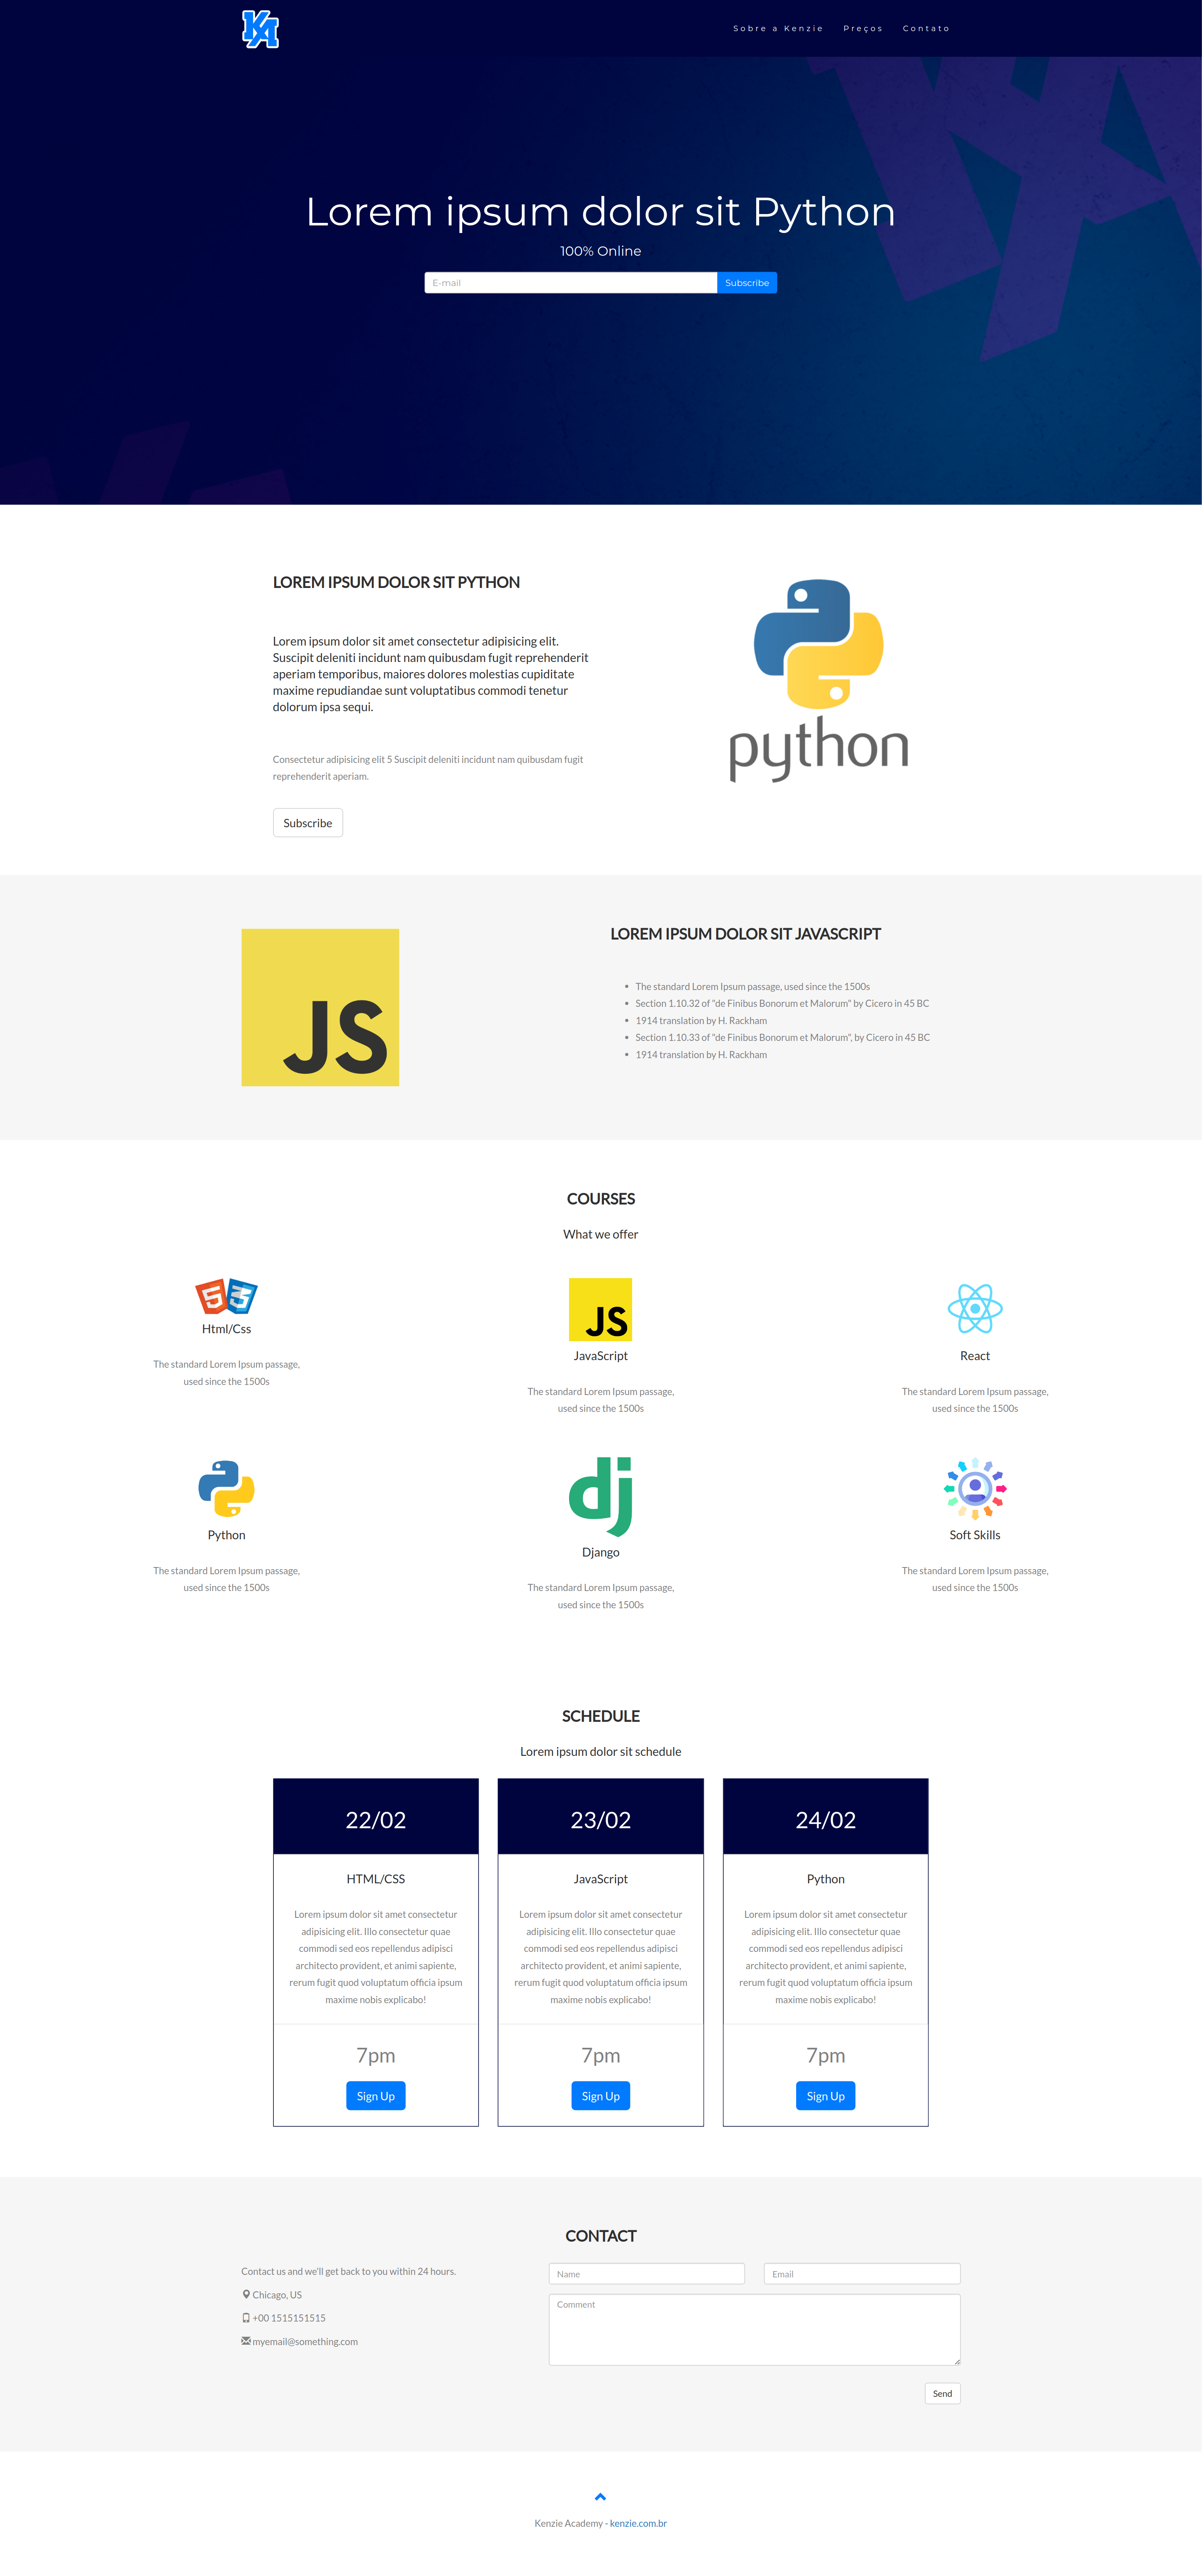 Sobre a Kenzie Preços Contato
Lorem ipsum dolor sit Python
100% Online
E-mail Subscribe
LOREM IPSUM DOLOR SIT PYTHON
Lorem ipsum dolor sit amet consectetur adipisicing elit.
Suscipit deleniti incidunt nam quibusdam fugit reprehenderit
aperiam temporibus, maiores dolores molestias cupiditate
maxime repudiandae sunt voluptatibus commodi tenetur
dolorum ipsa sequi.
Consectetur adipisicing elit 5 Suscipit deleniti incidunt nam quibusdam fugit
reprehenderit aperiam.
Subscribe
python
JS
LOREM IPSUM DOLOR SIT JAVASCRIPT
The standard Lorem Ipsum passage, used since the 1500s
Section 1.10.32 of "de Finibus Bonorum et Malorum" by Cicero in 45 BC
1914 translation by H. Rackham
Section 1.10.33 of "de Finibus Bonorum et Malorum", by Cicero in 45 BC
1914 translation by H. Rackham
COURSES
What we offer
5 3
Html/Css
The standard Lorem Ipsum passage,
used since the 1500s
JS
JavaScript
The standard Lorem Ipsum passage,
used since the 1500s
React
The standard Lorem Ipsum passage,
used since the 1500s
Python
The standard Lorem Ipsum passage,
used since the 1500s
dj
Django
The standard Lorem Ipsum passage,
used since the 1500s
Soft Skills
The standard Lorem Ipsum passage,
used since the 1500s
SCHEDULE
Lorem ipsum dolor sit schedule
22/02
HTML/CSS
Lorem ipsum dolor sit amet consectetur
adipisicing elit. Illo consectetur quae
commodi sed eos repellendus adipisci
architecto provident, et animi sapiente,
rerum fugit quod voluptatum officia ipsum
maxime nobis explicabo!
7pm
Sign Up
23/02
JavaScript
Lorem ipsum dolor sit amet consectetur
adipisicing elit. Illo consectetur quae
commodi sed eos repellendus adipisci
architecto provident, et animi sapiente,
rerum fugit quod voluptatum officia ipsum
maxime nobis explicabo!
7pm
Sign Up
24/02
Python
Lorem ipsum dolor sit amet consectetur
adipisicing elit. Illo consectetur quae
commodi sed eos repellendus adipisci
architecto provident, et animi sapiente,
rerum fugit quod voluptatum officia ipsum
maxime nobis explicabo!
7pm
Sign Up
CONTACT
Contact us and we'll get back to you within 24 hours.
Chicago, US
+00 1515151515
myemail@something.com
Name Email
Comment
Send
Kenzie Academy - kenzie.com.br